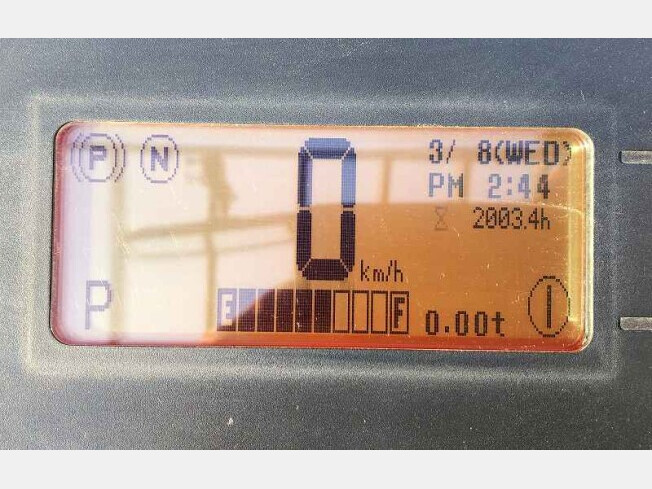 (P) N
0 km/h
3/ 8(WED)
PM 2:44
2003.4h
P
E F
0.00t